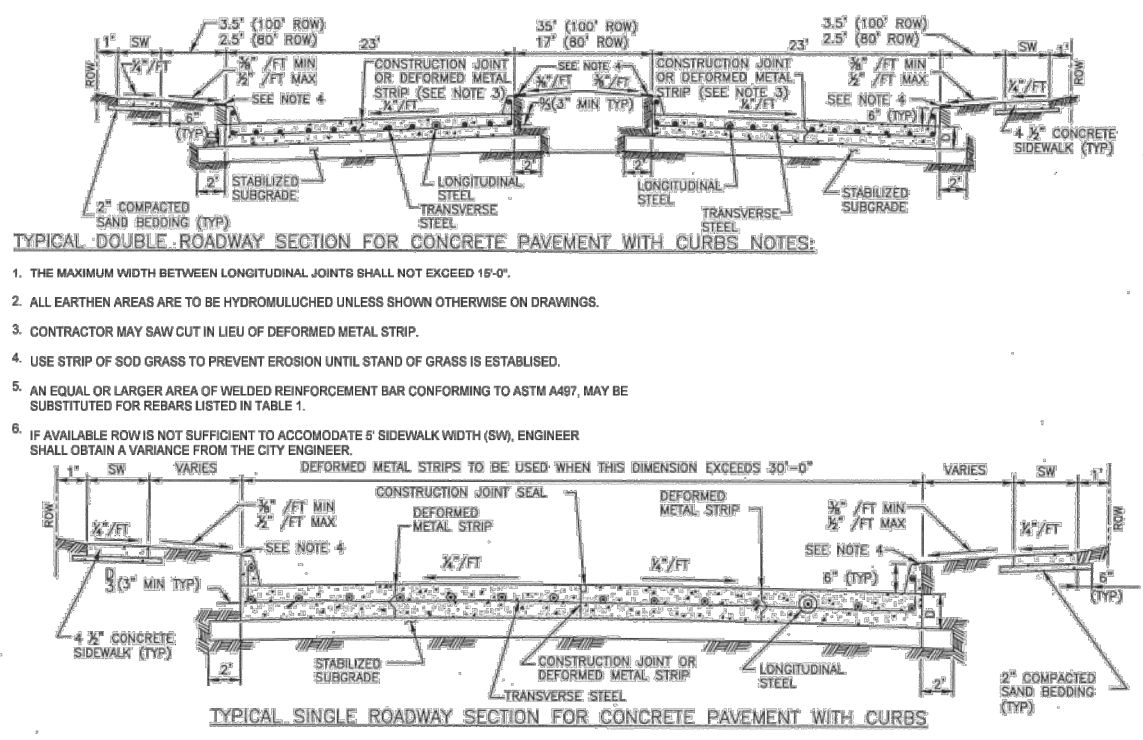 3.5' (100' ROW)
2.5' (80' ROW)
35' (100' ROW)
17' (80' ROW)
3.5' (100' ROW)
2.5' (80' ROW)
1" SW 23' 23' SW 1'
ROW
¼"/FT
⅜" /FT MIN
½" /FT MAX
SEE NOTE 4
CONSTRUCTION JOINT
OR DEFORMED METAL
STRIP (SEE NOTE 3)
¼"/FT
SEE NOTE 4
⅜"/FT ⅜"/FT
(3" MIN TYP)
CONSTRUCTION JOINT
OR DEFORMED METAL
STRIP (SEE NOTE 3)
¼"/FT
⅜" /FT MIN
½" /FT MAX
SEE NOTE 4
6" (TYP)
¼"/FT
ROW
6"
(TYP)
D
4 ½" CONCRETE
SIDEWALK (TYP)
2' 2' 2' 2'
STABILIZED
SUBGRADE
LONGITUDINAL
STEEL
TRANSVERSE
STEEL
LONGITUDINAL
STEEL
TRANSVERSE
STEEL
STABILIZED
SUBGRADE
2" COMPACTED
SAND BEDDING (TYP)
TYPICAL DOUBLE ROADWAY SECTION FOR CONCRETE PAVEMENT WITH CURBS NOTES:
1. THE MAXIMUM WIDTH BETWEEN LONGITUDINAL JOINTS SHALL NOT EXCEED 15'-0".
2. ALL EARTHEN AREAS ARE TO BE HYDROMULUCHED UNLESS SHOWN OTHERWISE ON DRAWINGS.
3. CONTRACTOR MAY SAW CUT IN LIEU OF DEFORMED METAL STRIP.
4. USE STRIP OF SOD GRASS TO PREVENT EROSION UNTIL STAND OF GRASS IS ESTABLISED.
5. AN EQUAL OR LARGER AREA OF WELDED REINFORCEMENT BAR CONFORMING TO ASTM A497, MAY BE
SUBSTITUTED FOR REBARS LISTED IN TABLE 1.
6. IF AVAILABLE ROW IS NOT SUFFICIENT TO ACCOMODATE 5' SIDEWALK WIDTH (SW), ENGINEER
SHALL OBTAIN A VARIANCE FROM THE CITY ENGINEER.
1" SW VARIES DEFORMED METAL STRIPS TO BE USED WHEN THIS DIMENSION EXCEEDS 30'-0" VARIES SW 1'
ROW
¼"/FT
⅜" /FT MIN
½" /FT MAX
SEE NOTE 4
CONSTRUCTION JOINT SEAL
DEFORMED
METAL STRIP
DEFORMED
METAL STRIP
¼"/FT ¼"/FT
⅜" /FT MIN
½" /FT MAX
SEE NOTE 4
6" (TYP)
¼"/FT
ROW
D
3 (3" MIN TYP)
D
6"
(TYP)
4 ½" CONCRETE
SIDEWALK (TYP)
2' 2'
STABILIZED
SUBGRADE
CONSTRUCTION JOINT OR
DEFORMED METAL STRIP
TRANSVERSE STEEL
LONGITUDINAL
STEEL
2" COMPACTED
SAND BEDDING
(TYP)
TYPICAL SINGLE ROADWAY SECTION FOR CONCRETE PAVEMENT WITH CURBS